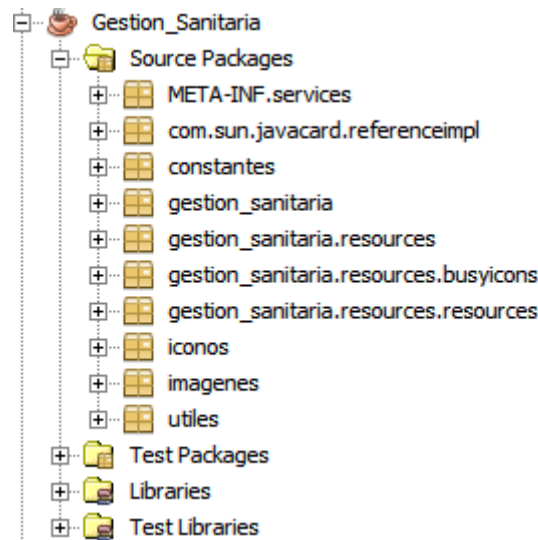 Gestion_Sanitaria
Source Packages
META-INF.services
com.sun.javacard.referenceimpl
constantes
gestion_sanitaria
gestion_sanitaria.resources
gestion_sanitaria.resources.busyicons
gestion_sanitaria.resources.resources
iconos
imagenes
utiles
Test Packages
Libraries
Test Libraries